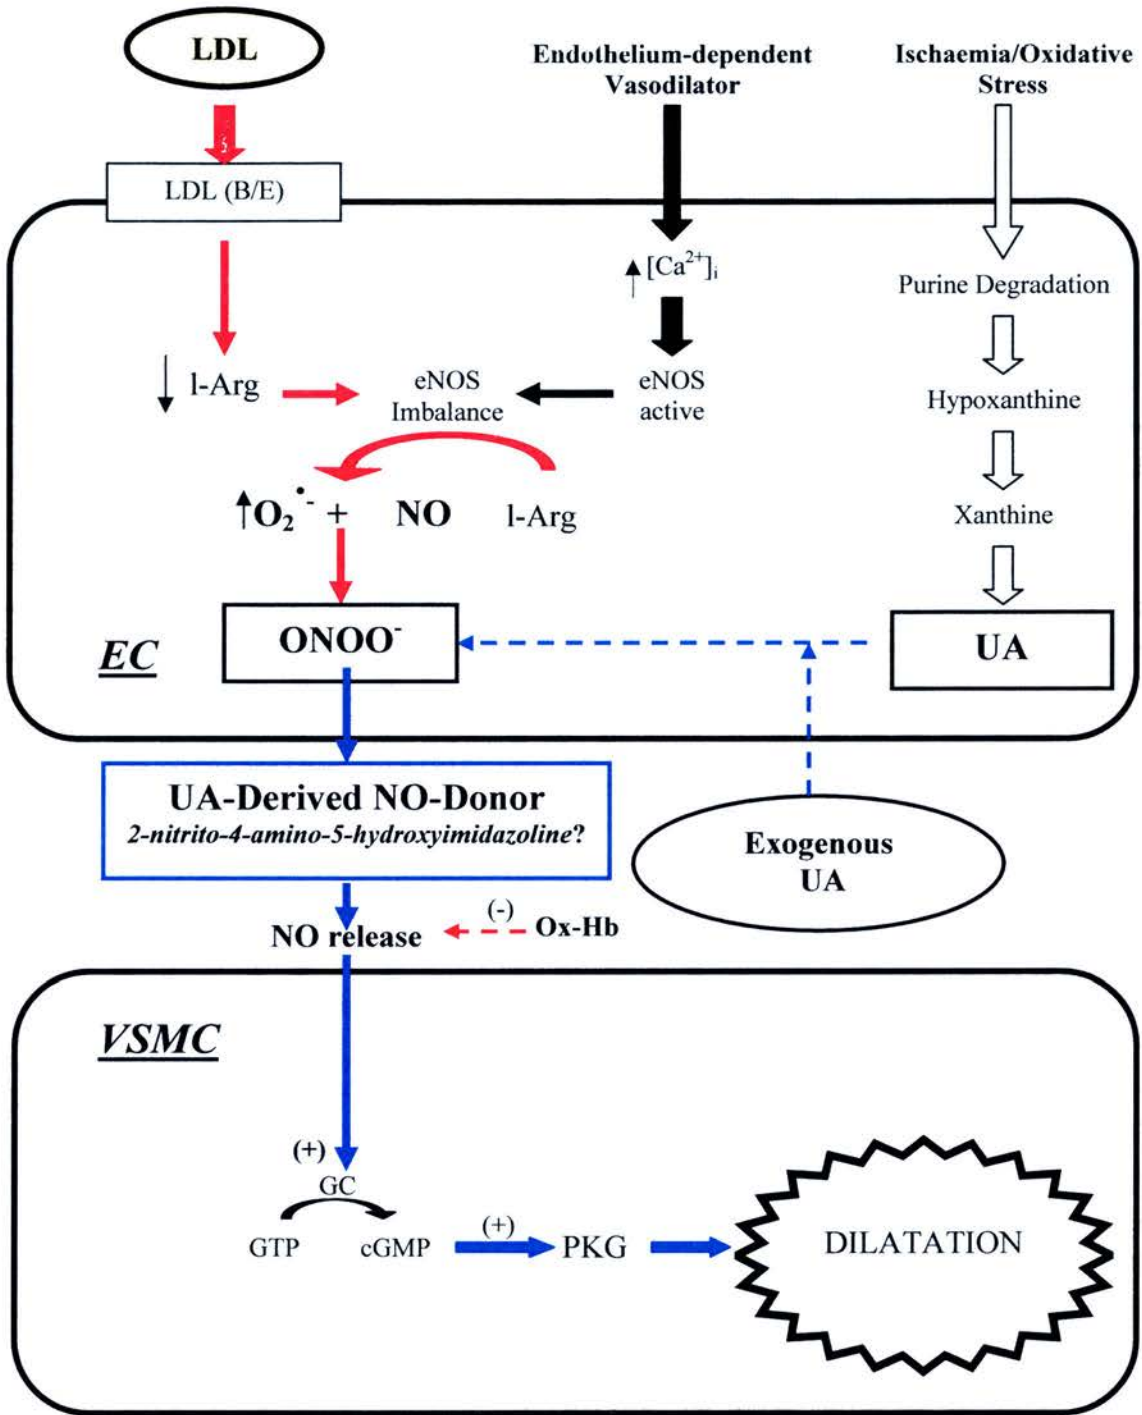 LDL
Endothelium-dependent
Vasodilator
Ischaemia/Oxidative
Stress
LDL (B/E)
↑ [Ca²⁺]ᵢ
Purine Degradation
↓ l-Arg
eNOS
Imbalance
eNOS
active
Hypoxanthine
↑O₂•- + NO l-Arg
Xanthine
EC
ONOO⁻
UA
UA-Derived NO-Donor
2-nitrito-4-amino-5-hydroxyimidazoline?
Exogenous
UA
NO release
(-)
Ox-Hb
VSMC
(+)
GC
GTP
cGMP
(+)
PKG
DILATATION